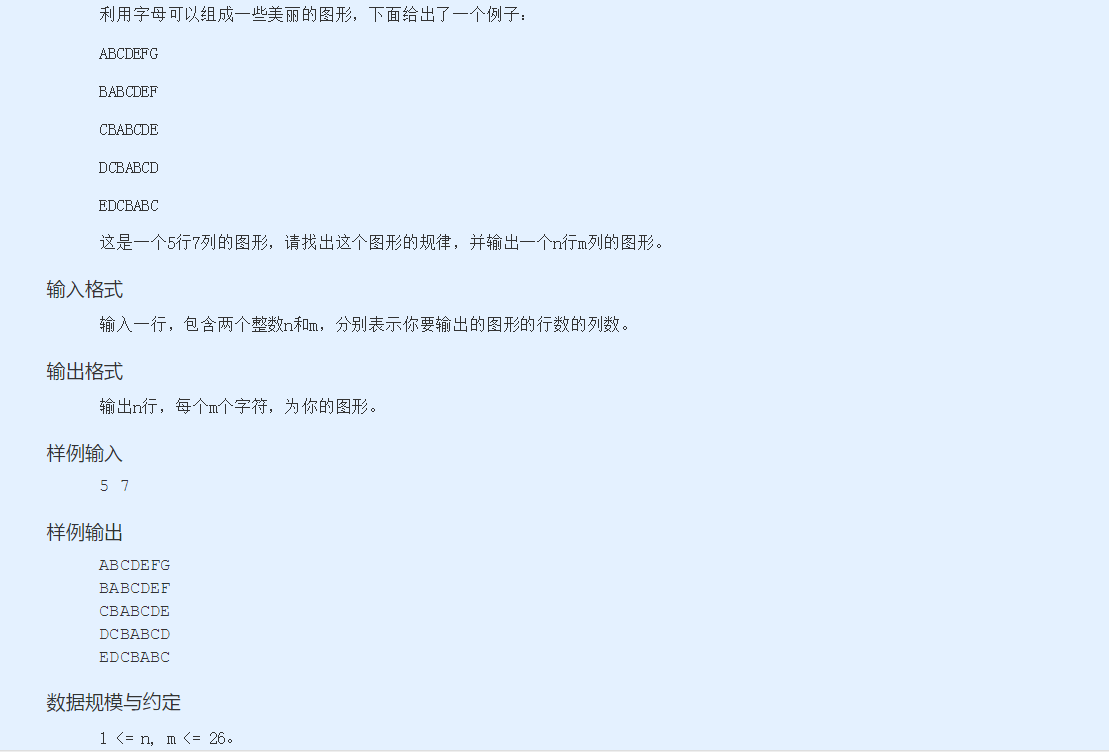 利用字母可以组成一些美丽的图形，下面给出了一个例子：
ABCDEFG
BABCDEF
CBABCDE
DCBABCD
EDCBABC
这是一个5行7列的图形，请找出这个图形的规律，并输出一个n行m列的图形。
输入格式
输入一行，包含两个整数n和m，分别表示你要输出的图形的行数的列数。
输出格式
输出n行，每个m个字符，为你的图形。
样例输入
5 7
样例输出
ABCDEFG
BABCDEF
CBABCDE
DCBABCD
EDCBABC
数据规模与约定
1 <= n, m <= 26。